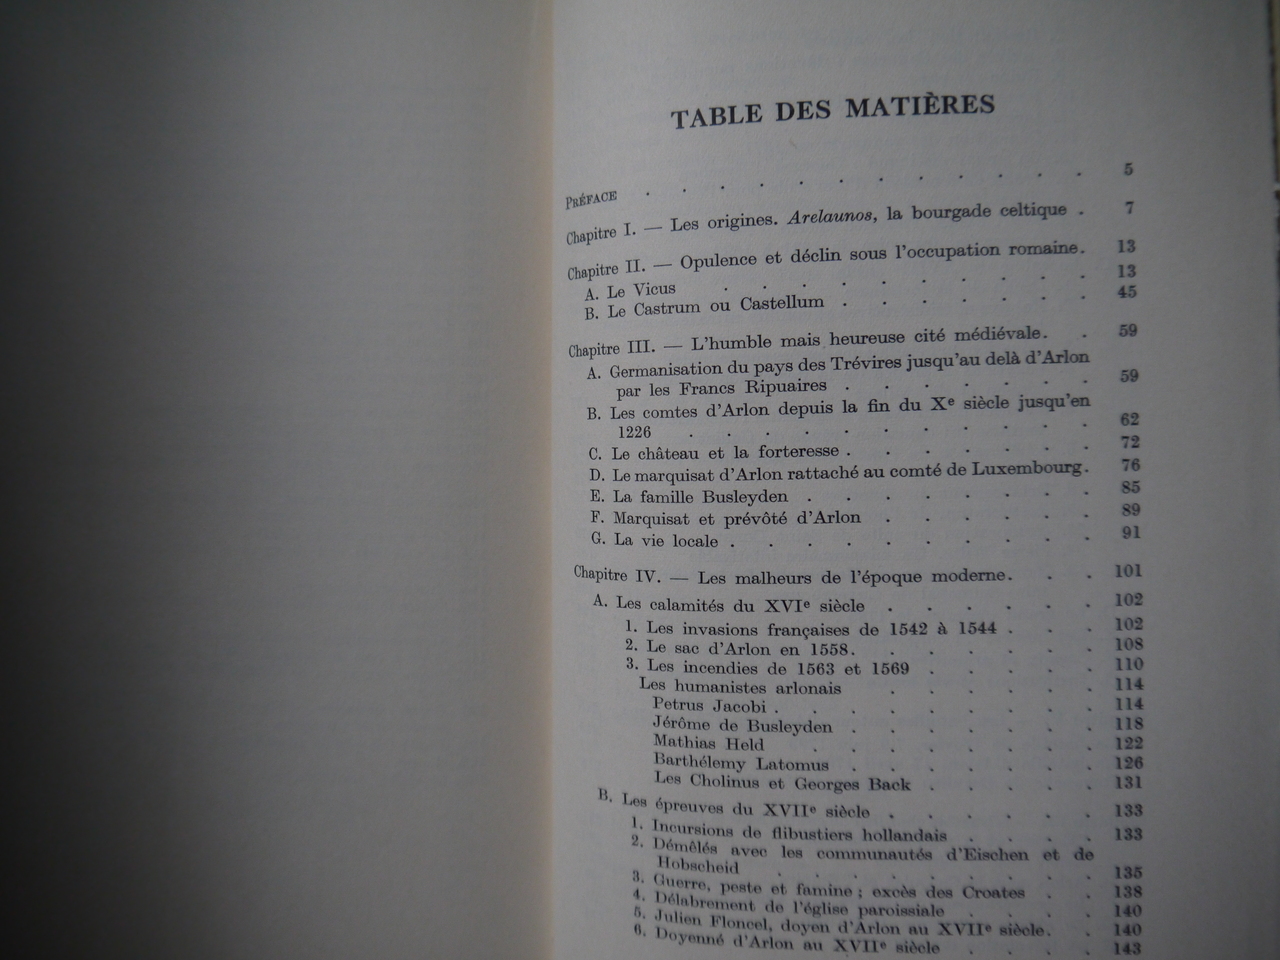 TABLE DES MATIÈRES
PRÉFACE . . . . . . . . . . . . 5
Chapitre I. — Les origines. Arelaunos, la bourgade celtique . 7
Chapitre II. — Opulence et déclin sous l'occupation romaine. 13
A. Le Vicus . . . . . . . . . . 13
B. Le Castrum ou Castellum . . . . . . . 45
Chapitre III. — L'humble mais heureuse cité médiévale. . 59
A. Germanisation du pays des Trévires jusqu'au delà d'Arlon
par les Francs Ripuaires . . . . . . . 59
B. Les comtes d'Arlon depuis la fin du Xe siècle jusqu'en
1226 . . . . . . . . . . . 62
C. Le château et la forteresse . . . . . . . 72
D. Le marquisat d'Arlon rattaché au comté de Luxembourg. 76
E. La famille Busleyden . . . . . . . . 85
F. Marquisat et prévôté d'Arlon . . . . . . 89
G. La vie locale . . . . . . . . . . 91
Chapitre IV. — Les malheurs de l'époque moderne. . . 101
A. Les calamités du XVIe siècle . . . . . . 102
1. Les invasions françaises de 1542 à 1544 . . . 102
2. Le sac d'Arlon en 1558. . . . . . . 108
3. Les incendies de 1563 et 1569 . . . . . 110
Les humanistes arlonais . . . . . . 114
Petrus Jacobi . . . . . . . . . 114
Jérôme de Busleyden . . . . . . . 118
Mathias Held . . . . . . . . 122
Barthélemy Latomus . . . . . . . 126
Les Cholinus et Georges Back . . . . . 131
B. Les épreuves du XVIIe siècle . . . . . . 133
1. Incursions de flibustiers hollandais . . . . 133
2. Démêlés avec les communautés d'Eischen et de
Hobscheid . . . . . . . . . 135
3. Guerre, peste et famine ; excès des Croates . . 138
4. Délabrement de l'église paroissiale . . . . 140
5. Julien Floncel, doyen d'Arlon au XVIIe siècle. . 140
6. Doyenné d'Arlon au XVIIe siècle . . . . 143